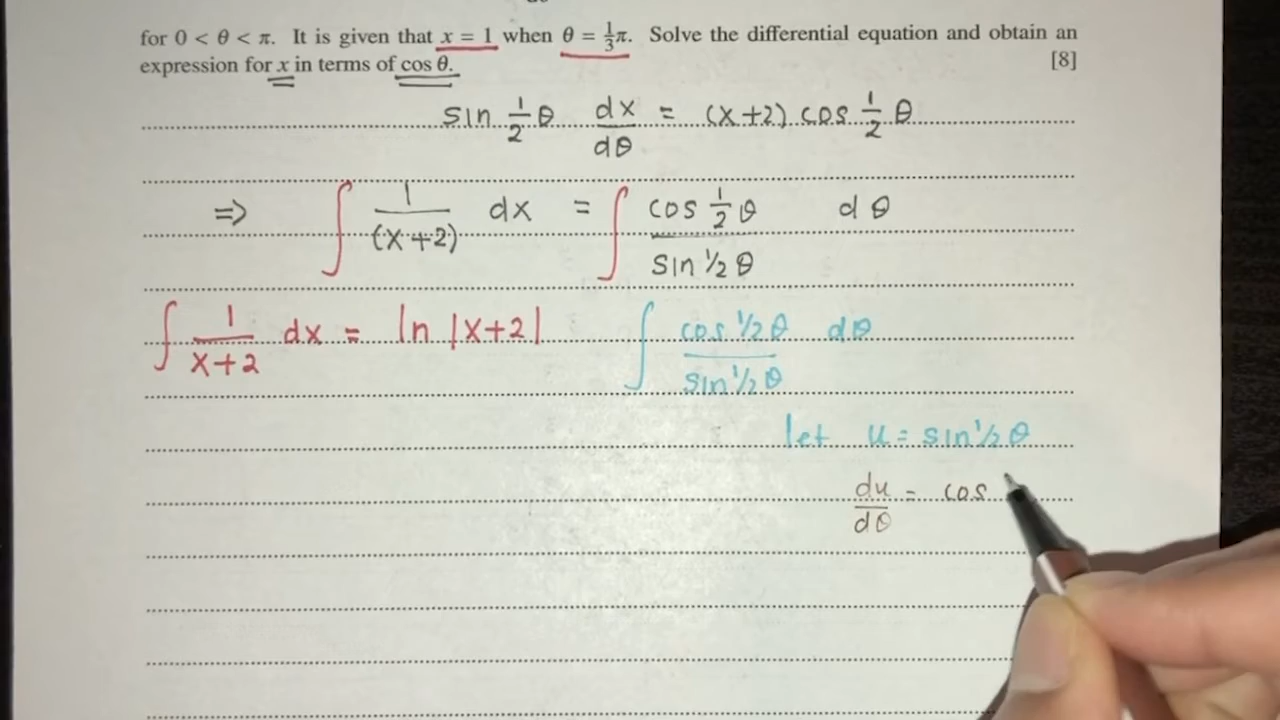 for 0 < θ < π. It is given that x = 1 when θ = 1/3 π. Solve the differential equation and obtain an
expression for x in terms of cos θ. [8]
sin 1/2 θ dx/dθ = (x+2) cos 1/2 θ
=> ∫ 1/(x+2) dx = ∫ cos 1/2 θ / sin 1/2 θ dθ
∫ 1/x+2 dx = ln |x+2| ∫ cos 1/2 θ / sin 1/2 θ dθ
let u = sin 1/2 θ
du/dθ = cos